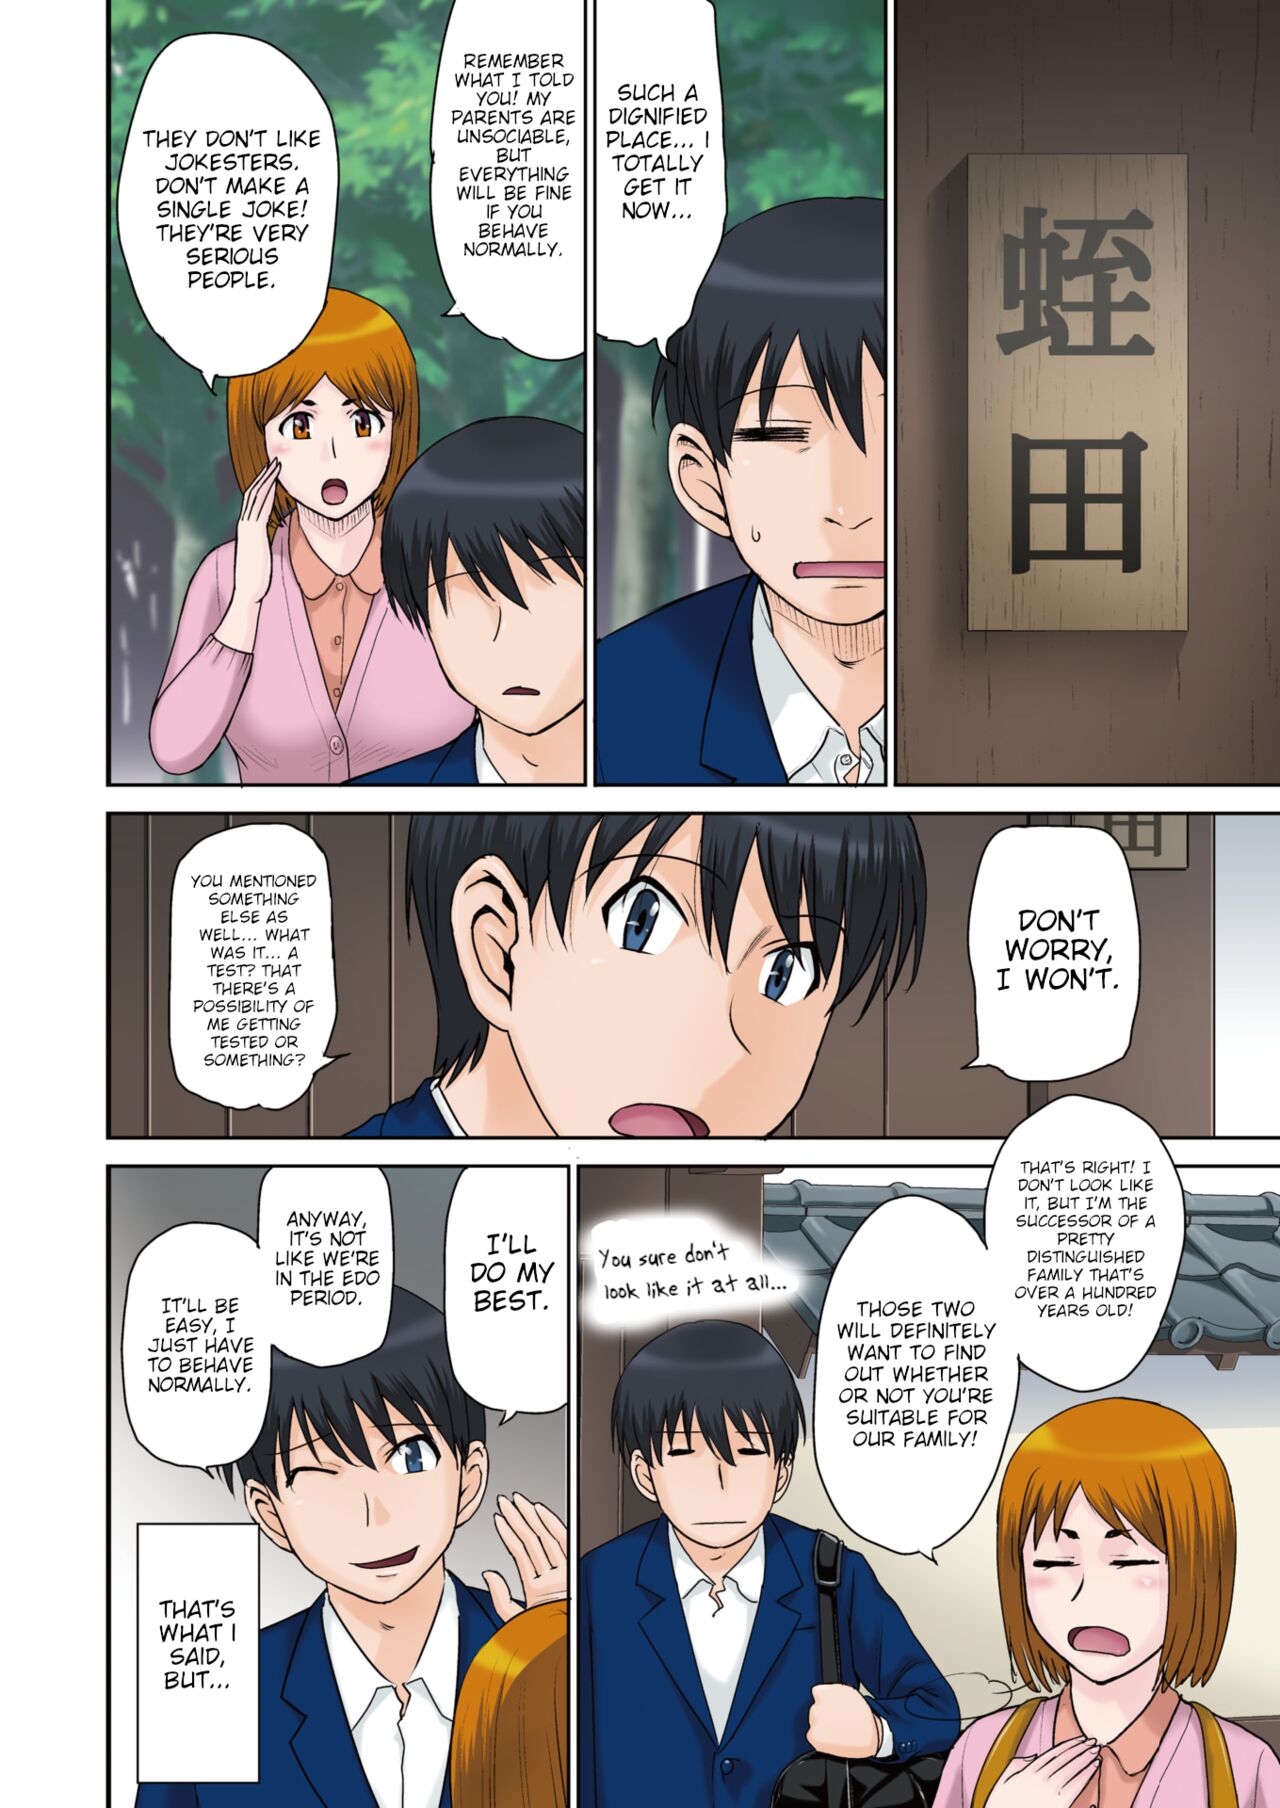 蛭
田
SUCH A
DIGNIFIED
PLACE... I
TOTALLY
GET IT
NOW...
REMEMBER
WHAT I TOLD
YOU! MY
PARENTS ARE
UNSOCIABLE,
BUT
EVERYTHING
WILL BE FINE
IF YOU
BEHAVE
NORMALLY.
THEY DON'T LIKE
JOKESTERS.
DON'T MAKE A
SINGLE JOKE!
THEY'RE VERY
SERIOUS
PEOPLE.
田
DON'T
WORRY,
I WON'T.
YOU MENTIONED
SOMETHING
ELSE AS
WELL... WHAT
WAS IT... A
TEST? THAT
THERE'S A
POSSIBILITY OF
ME GETTING
TESTED OR
SOMETHING?
THAT'S RIGHT! I
DON'T LOOK LIKE
IT, BUT I'M THE
SUCCESSOR OF A
PRETTY
DISTINGUISHED
FAMILY THAT'S
OVER A HUNDRED
YEARS OLD!
THOSE TWO
WILL DEFINITELY
WANT TO FIND
OUT WHETHER
OR NOT YOU'RE
SUITABLE FOR
OUR FAMILY!
You sure don't
look like it at all...
I'LL
DO MY
BEST.
ANYWAY,
IT'S NOT
LIKE WE'RE
IN THE EDO
PERIOD.
IT'LL BE
EASY, I
JUST HAVE
TO BEHAVE
NORMALLY.
THAT'S
WHAT I
SAID,
BUT...